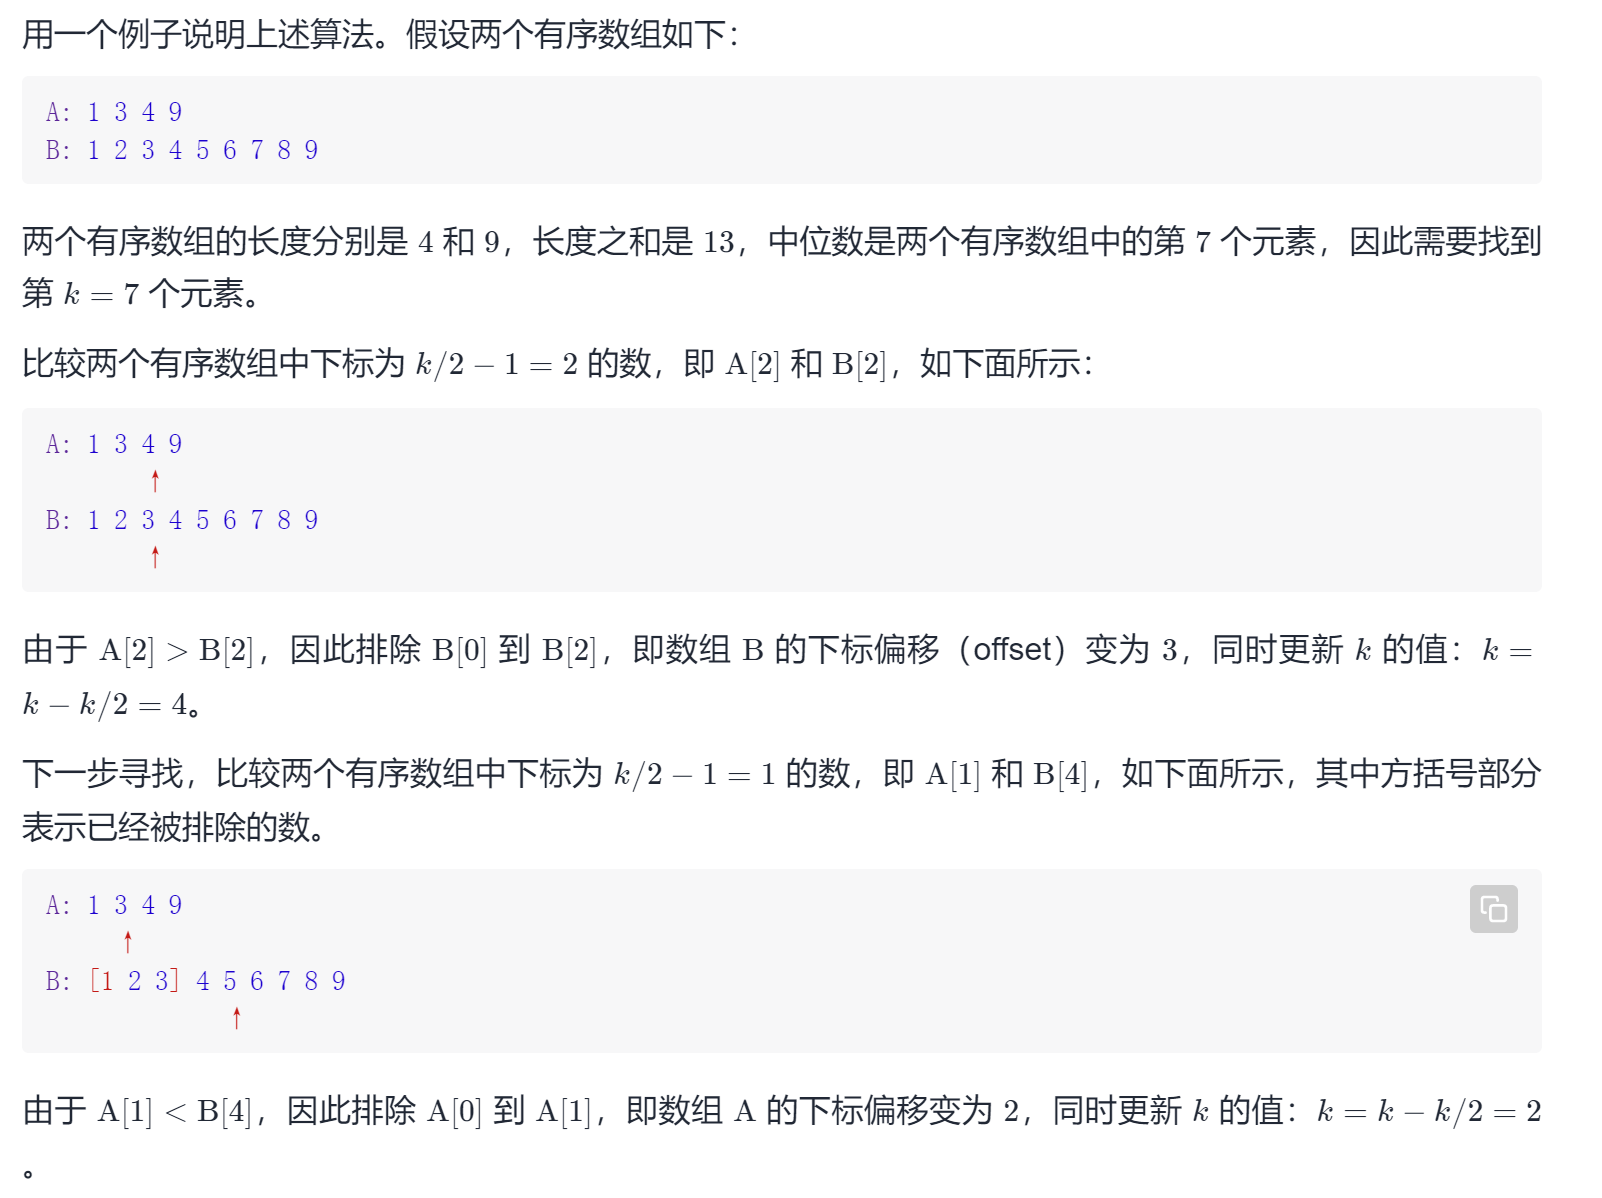 用一个例子说明上述算法。假设两个有序数组如下：
A: 1 3 4 9
B: 1 2 3 4 5 6 7 8 9
两个有序数组的长度分别是 4 和 9，长度之和是 13，中位数是两个有序数组中的第 7 个元素，因此需要找到
第 k = 7 个元素。
比较两个有序数组中下标为 k/2 − 1 = 2 的数，即 A[2] 和 B[2]，如下面所示：
A: 1 3 4 9
↑
B: 1 2 3 4 5 6 7 8 9
↑
由于 A[2] > B[2]，因此排除 B[0] 到 B[2]，即数组 B 的下标偏移（offset）变为 3，同时更新 k 的值：k =
k − k/2 = 4。
下一步寻找，比较两个有序数组中下标为 k/2 − 1 = 1 的数，即 A[1] 和 B[4]，如下面所示，其中方括号部分
表示已经被排除的数。
A: 1 3 4 9
↑
B: [1 2 3] 4 5 6 7 8 9
↑
由于 A[1] < B[4]，因此排除 A[0] 到 A[1]，即数组 A 的下标偏移变为 2，同时更新 k 的值：k = k − k/2 = 2
。